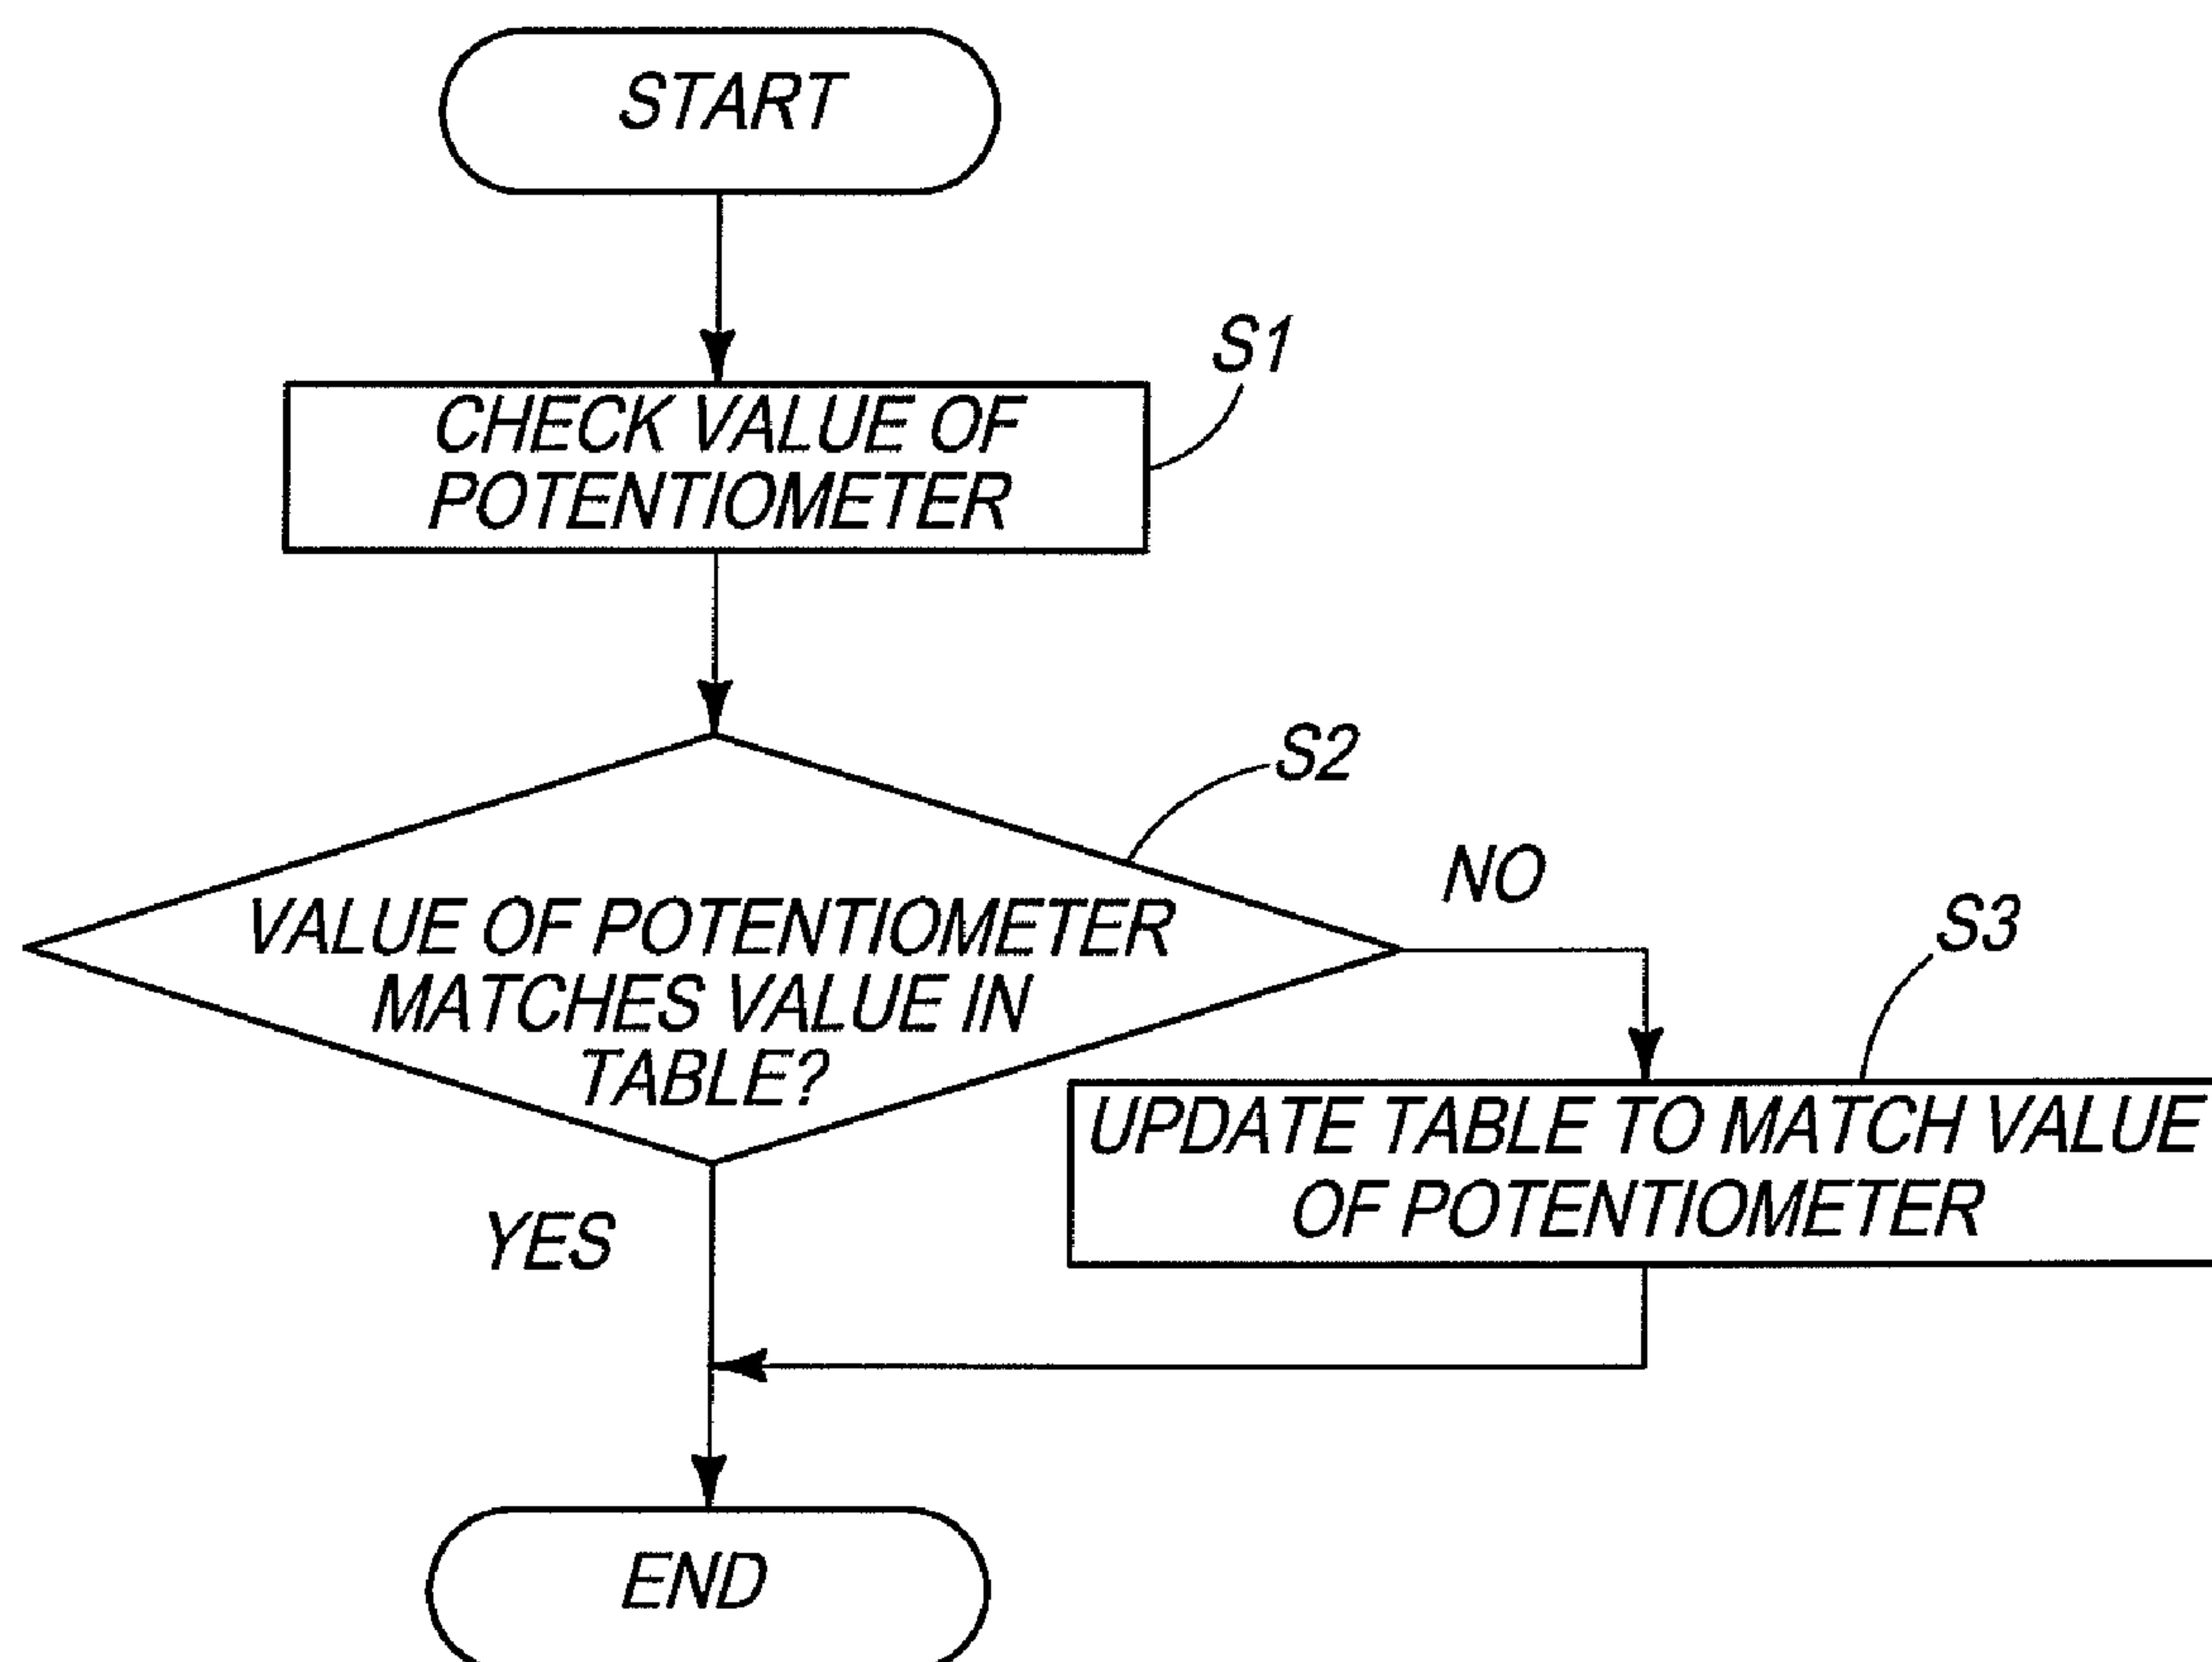 START
S1
CHECK VALUE OF
POTENTIOMETER
S2
NO
VALUE OF POTENTIOMETER
MATCHES VALUE IN
TABLE?
S3
UPDATE TABLE TO MATCH VALUE
OF POTENTIOMETER
YES
END